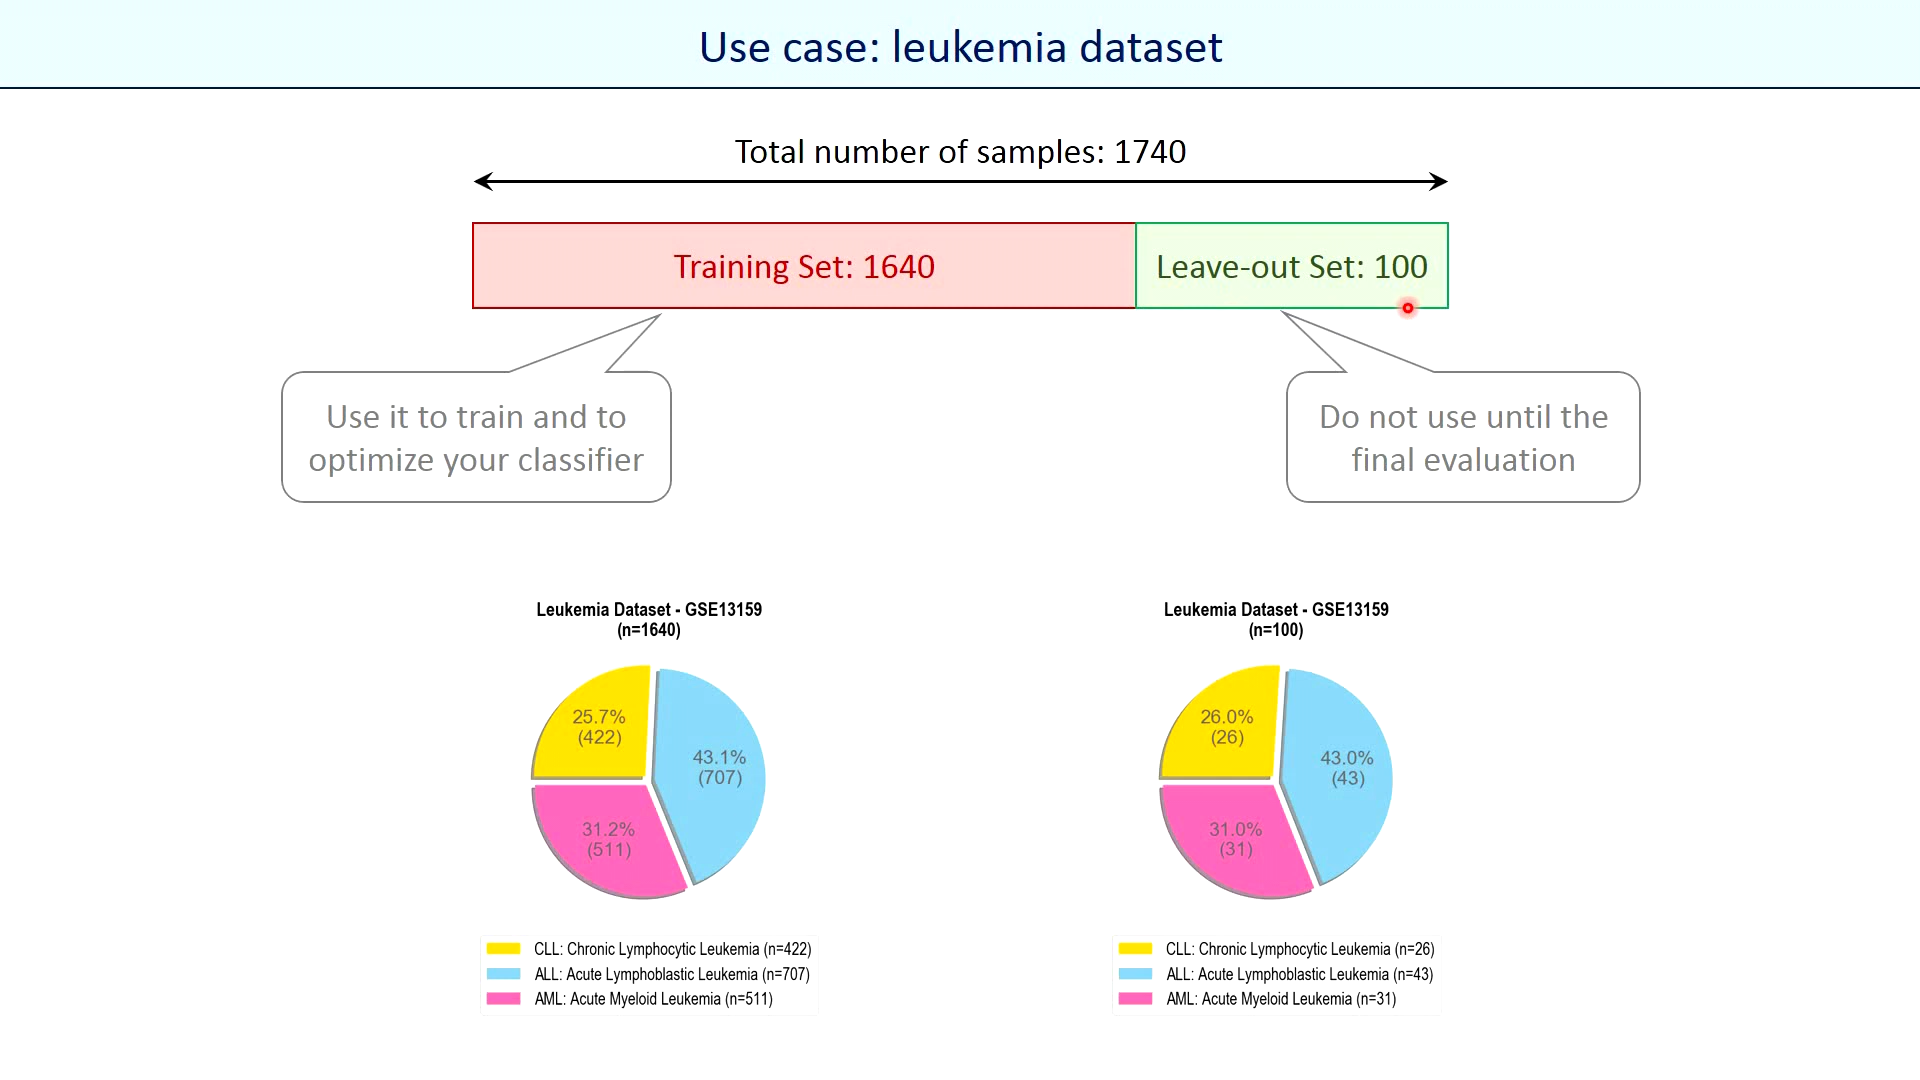 Use case: leukemia dataset
Total number of samples: 1740
Training Set: 1640
Leave-out Set: 100
Use it to train and to
optimize your classifier
Do not use until the
final evaluation
Leukemia Dataset - GSE13159
(n=1640)
25.7%
(422)
43.1%
(707)
31.2%
(511)
CLL: Chronic Lymphocytic Leukemia (n=422)
ALL: Acute Lymphoblastic Leukemia (n=707)
AML: Acute Myeloid Leukemia (n=511)
Leukemia Dataset - GSE13159
(n=100)
26.0%
(26)
43.0%
(43)
31.0%
(31)
CLL: Chronic Lymphocytic Leukemia (n=26)
ALL: Acute Lymphoblastic Leukemia (n=43)
AML: Acute Myeloid Leukemia (n=31)